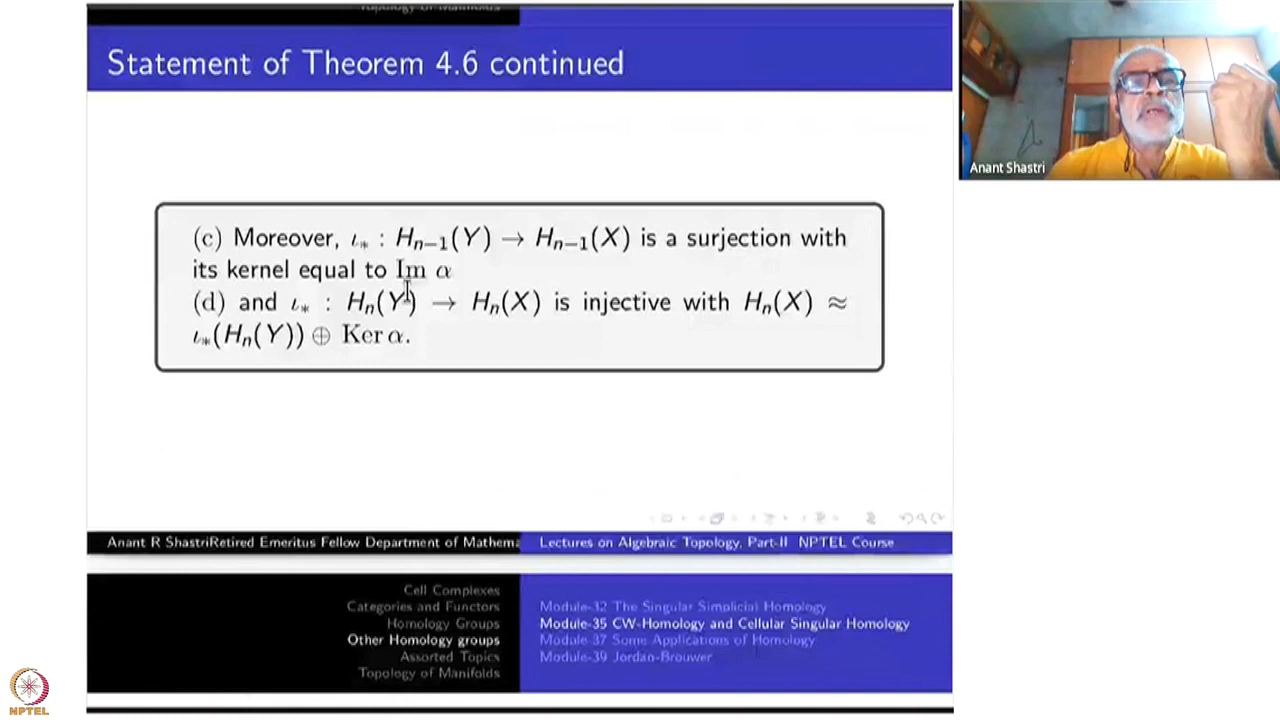 Topology of Manifolds
Statement of Theorem 4.6 continued
Anant Shastri
(c) Moreover, ι∗ : Hn−1(Y) → Hn−1(X) is a surjection with
its kernel equal to Im α
(d) and ι∗ : Hn(Y) → Hn(X) is injective with Hn(X) ≈
ι∗(Hn(Y)) ⊕ Ker α.
Anant R ShastriRetired Emeritus Fellow Department of Mathema
Lectures on Algebraic Topology, Part-II NPTEL Course
Cell Complexes
Categories and Functors
Homology Groups
Other Homology groups
Assorted Topics
Topology of Manifolds
Module-32 The Singular Simplicial Homology
Module-35 CW-Homology and Cellular Singular Homology
Module-37 Some Applications of Homology
Module-39 Jordan-Brouwer
NPTEL